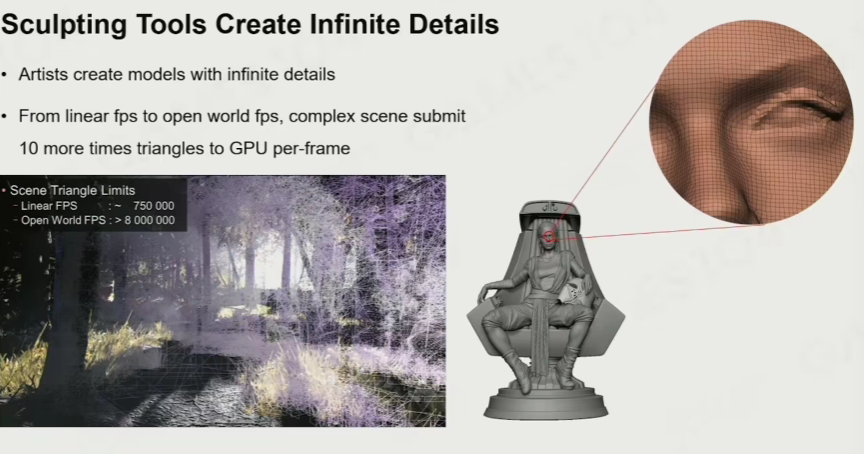 Sculpting Tools Create Infinite Details
• Artists create models with infinite details
• From linear fps to open world fps, complex scene submit
10 more times triangles to GPU per-frame
• Scene Triangle Limits
- Linear FPS : ~ 750 000
- Open World FPS : > 8 000 000